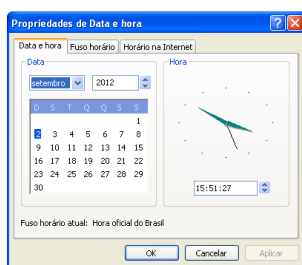 Propriedades de Data e hora
Data e hora Fuso horário Horário na Internet
Data
Hora
setembro 2012
D S T Q Q S S
1
2 3 4 5 6 7 8
9 10 11 12 13 14 15
16 17 18 19 20 21 22
23 24 25 26 27 28 29
30
15:51:27
Fuso horário atual: Hora oficial do Brasil
OK Cancelar Aplicar